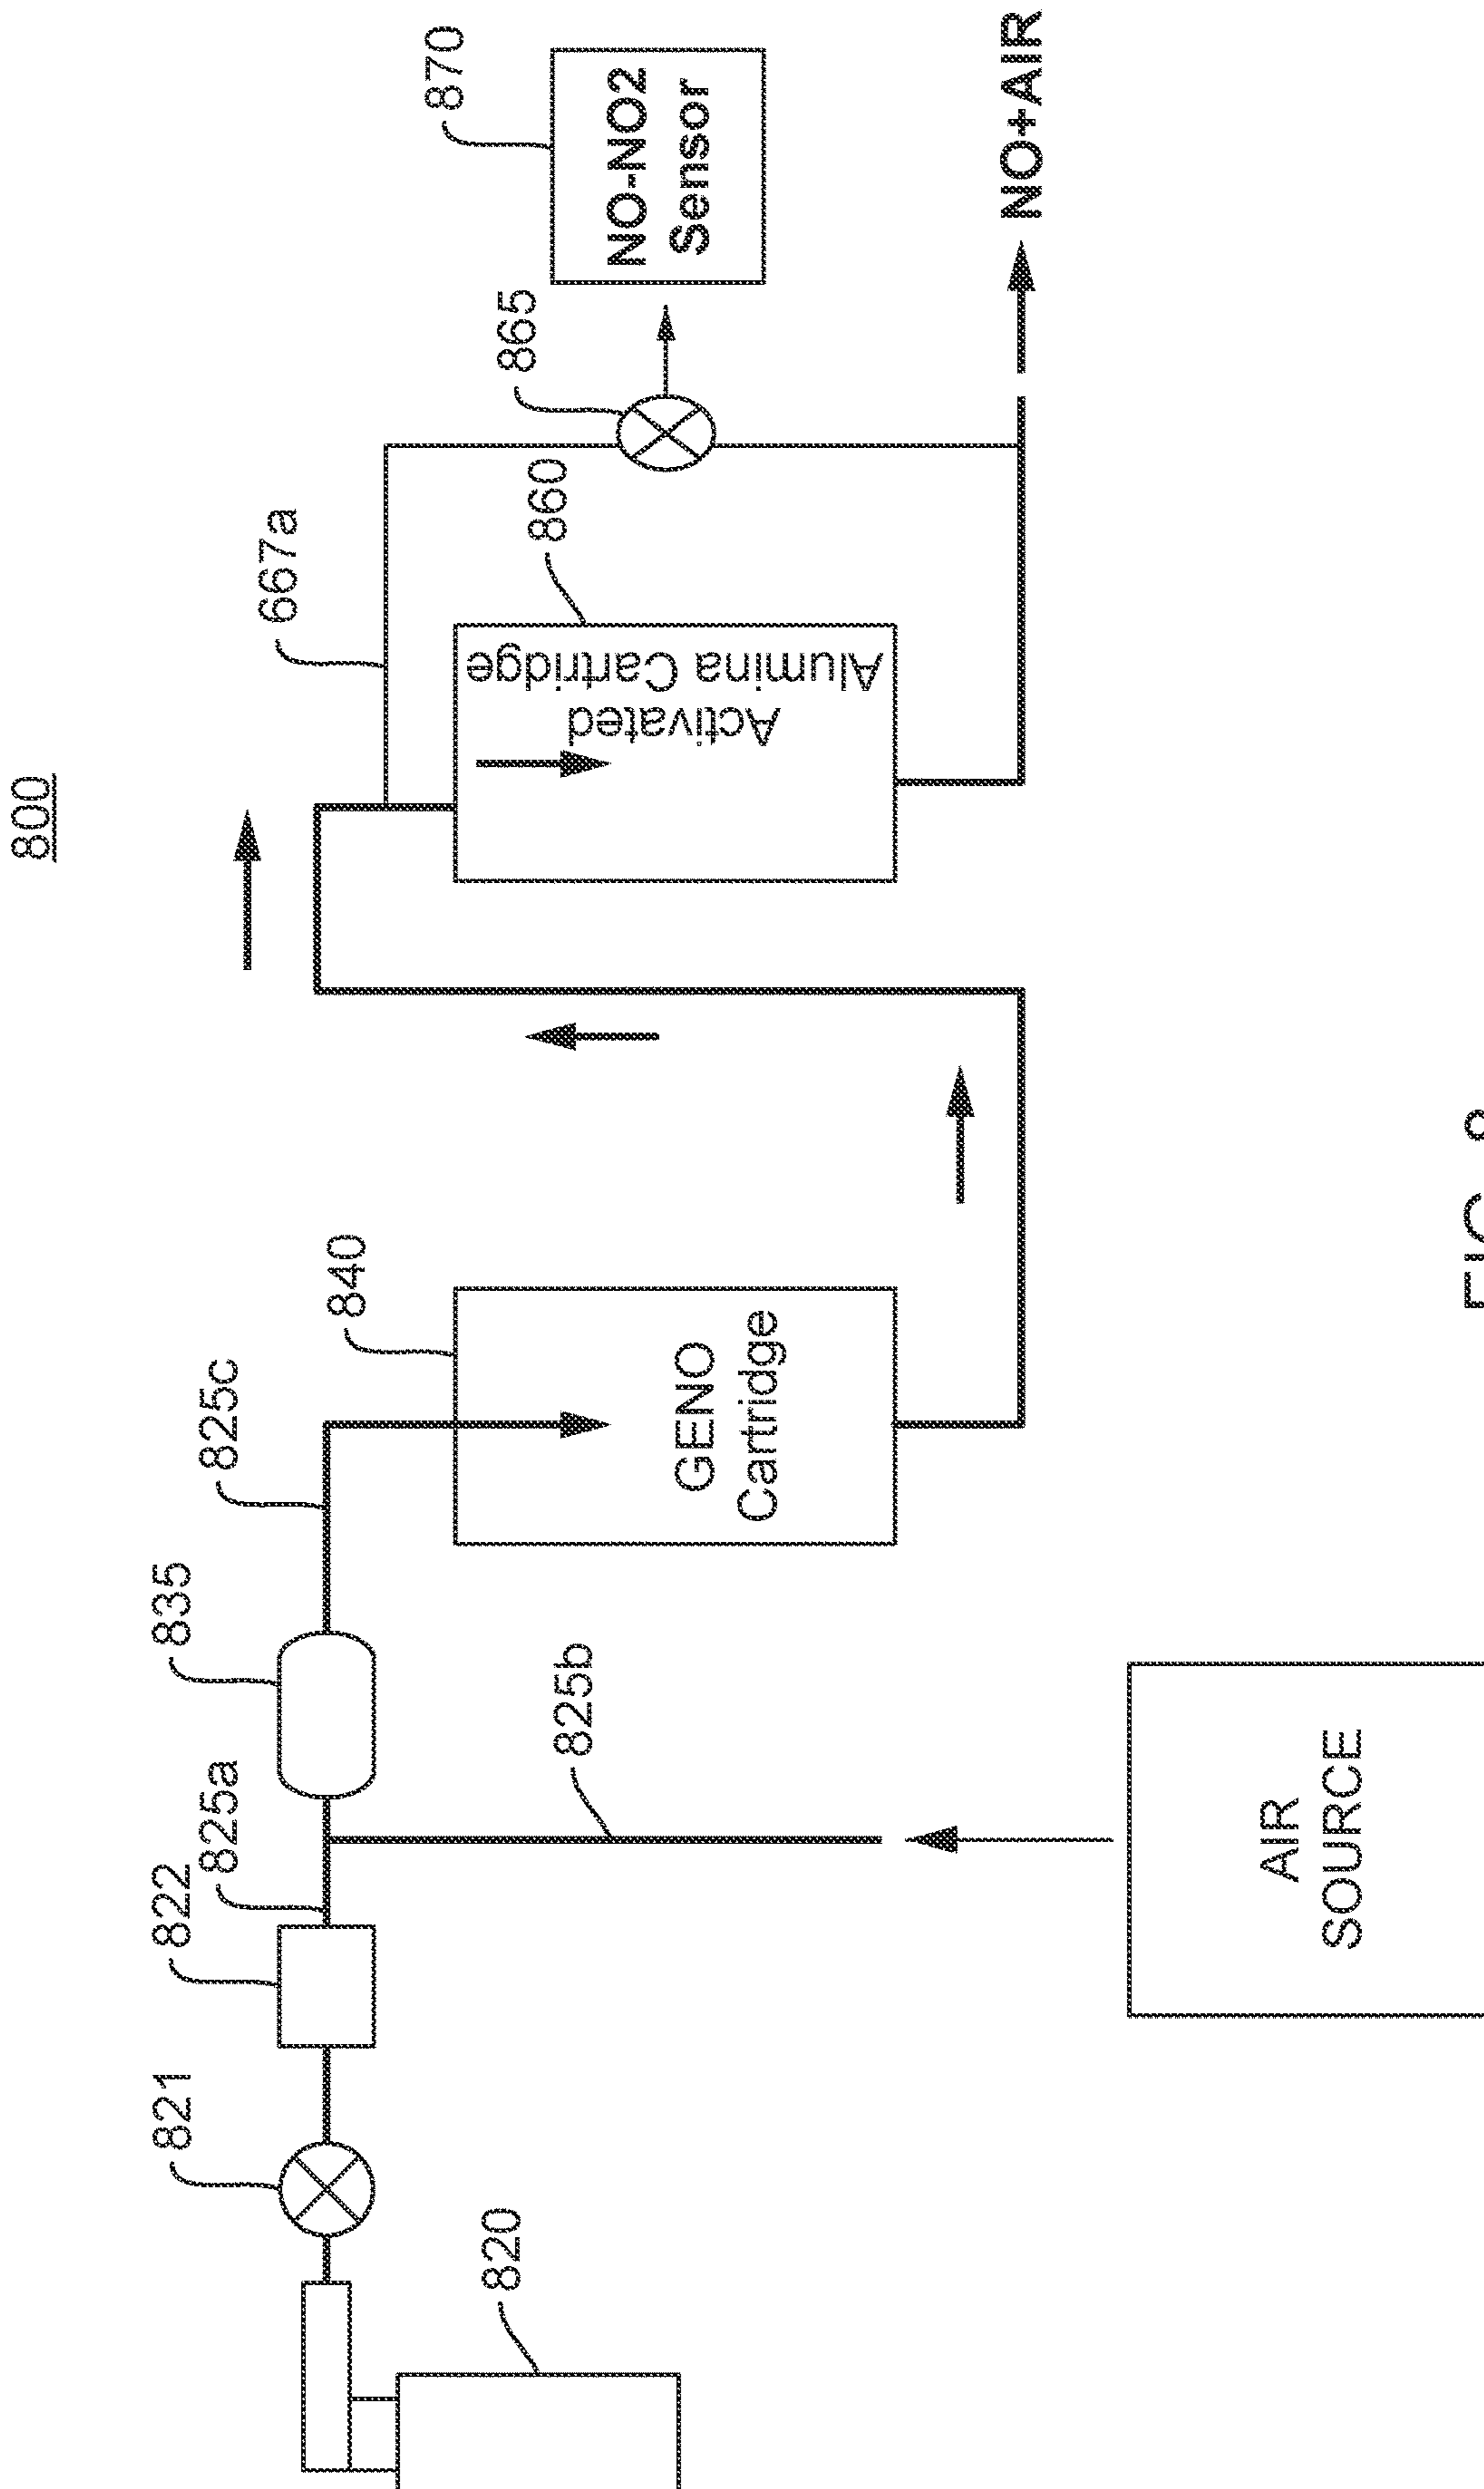 800
820
821
822
825a
835
825b
825c
840
GENO
Cartridge
AIR
SOURCE
667a
860
Activated
Alumina Cartridge
865
870
NO-NO2
Sensor
NO+AIR